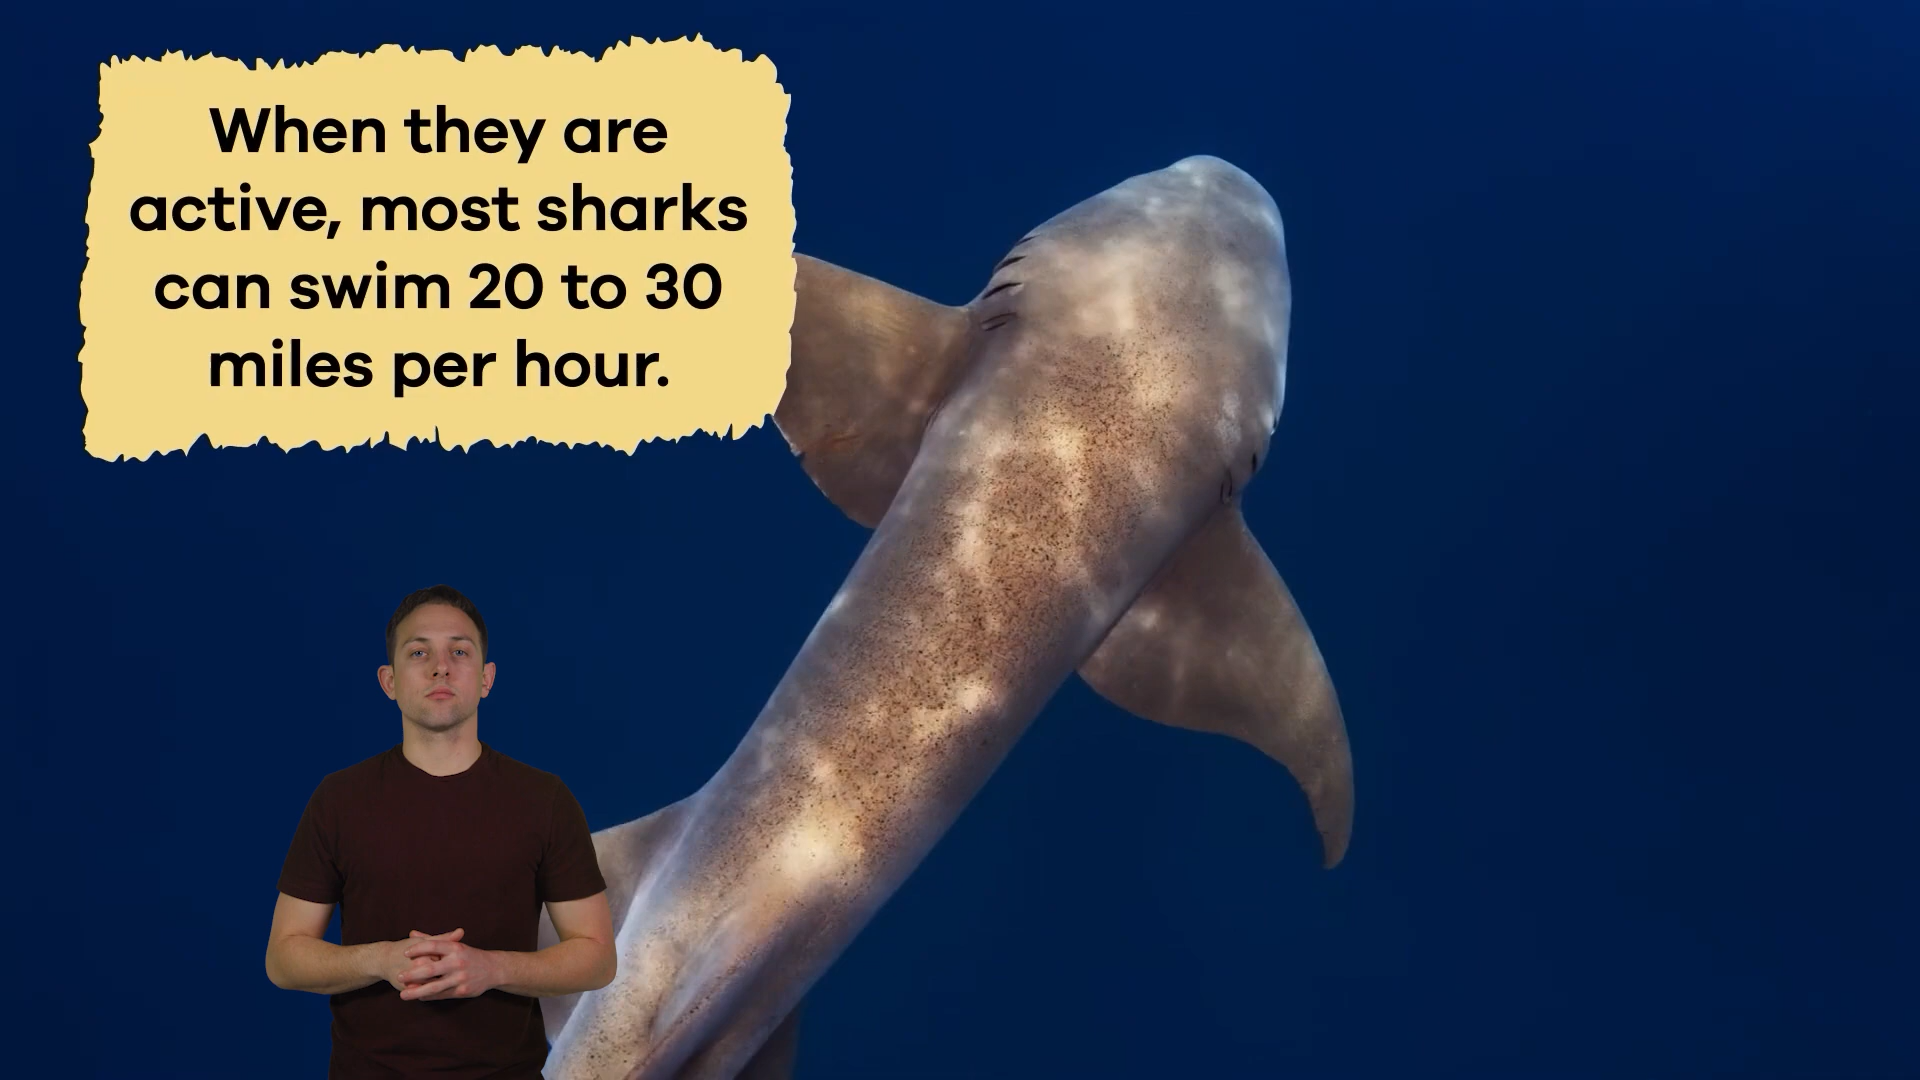 When they are
active, most sharks
can swim 20 to 30
miles per hour.